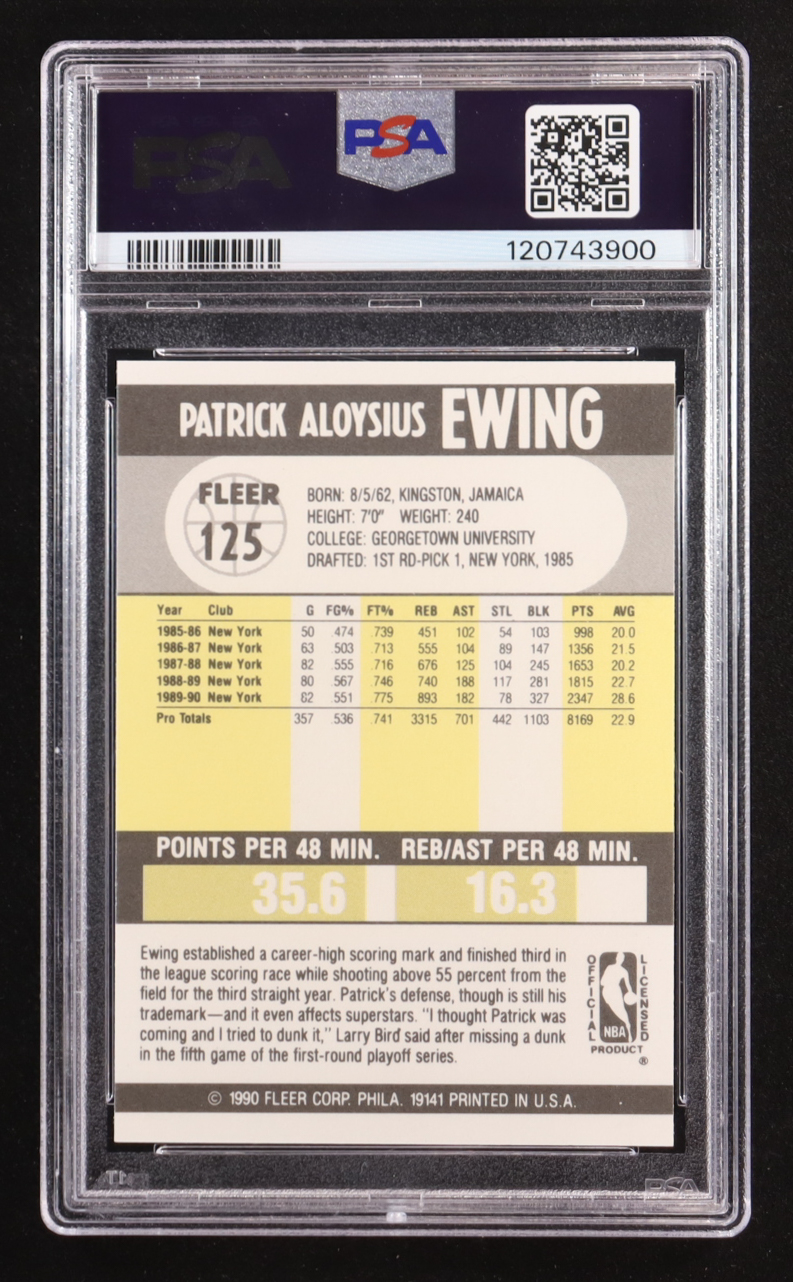 PSA
PSA
120743900
PATRICK ALOYSIUS EWING
FLEER
125
BORN: 8/5/62, KINGSTON, JAMAICA
HEIGHT: 7'0" WEIGHT: 240
COLLEGE: GEORGETOWN UNIVERSITY
DRAFTED: 1ST RD-PICK 1, NEW YORK, 1985
Year Club G FG% FT% REB AST STL BLK PTS AVG
1985-86 New York 50 .474 .739 451 102 54 103 998 20.0
1986-87 New York 63 .503 .713 555 104 89 147 1356 21.5
1987-88 New York 82 .555 .716 676 125 104 245 1653 20.2
1988-89 New York 80 .567 .746 740 188 117 281 1815 22.7
1989-90 New York 82 .551 .775 893 182 78 327 2347 28.6
Pro Totals 357 .536 .741 3315 701 442 1103 8169 22.9
POINTS PER 48 MIN. REB/AST PER 48 MIN.
35.6 16.3
Ewing established a career-high scoring mark and finished third in
the league scoring race while shooting above 55 percent from the
field for the third straight year. Patrick's defense, though is still his
trademark—and it even affects superstars. "I thought Patrick was
coming and I tried to dunk it," Larry Bird said after missing a dunk
in the fifth game of the first-round playoff series.
OFFICIAL LICENSED
NBA
PRODUCT
®
© 1990 FLEER CORP. PHILA. 19141 PRINTED IN U.S.A.
PSA